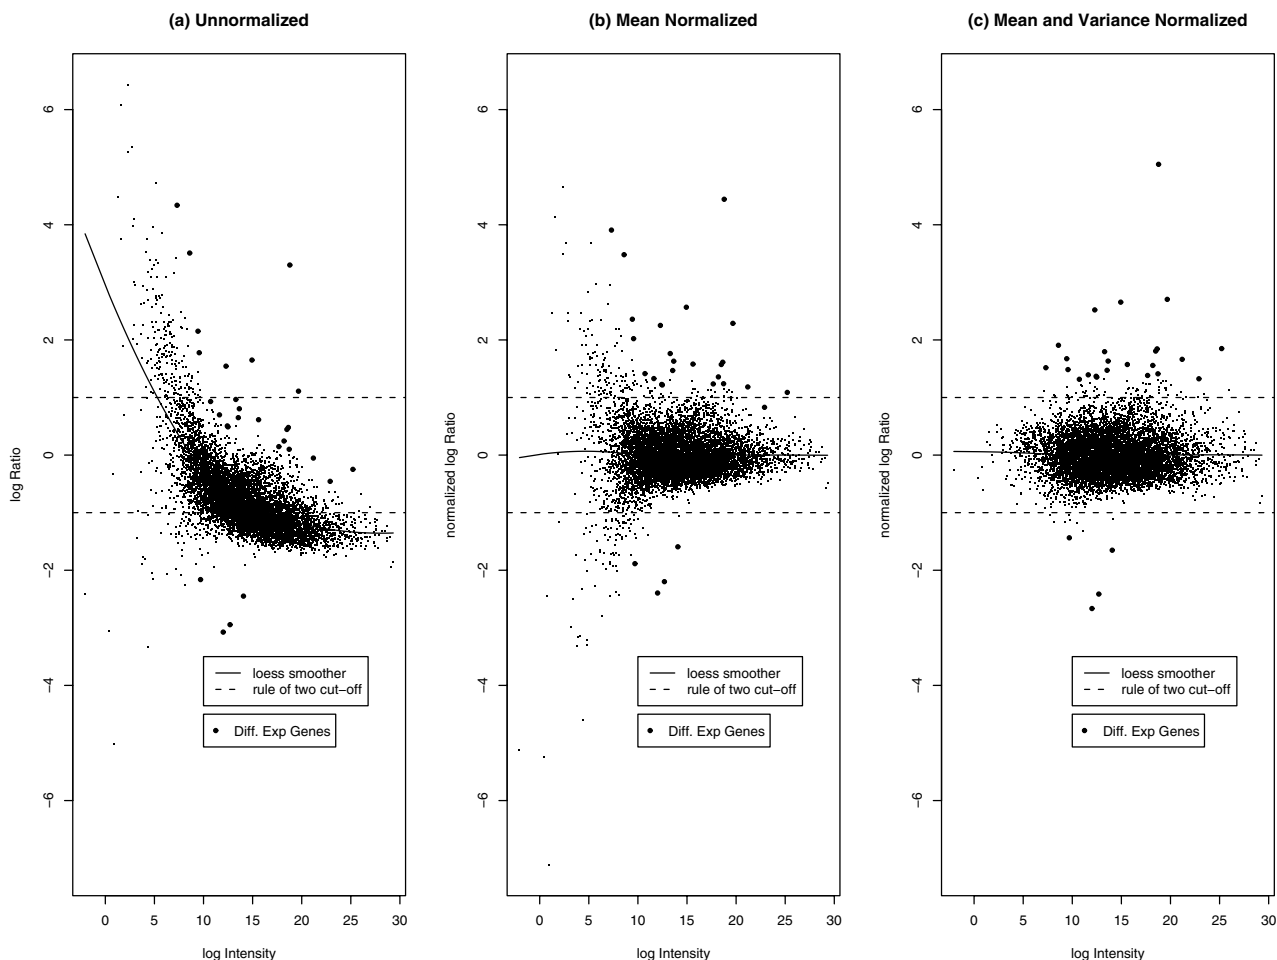 (a) Unnormalized
(b) Mean Normalized
(c) Mean and Variance Normalized
log Ratio
6
4
2
0
−2
−4
−6
loess smoother
rule of two cut−off
Diff. Exp Genes
0 5 10 15 20 25 30
log Intensity
normalized log Ratio
6
4
2
0
−2
−4
−6
loess smoother
rule of two cut−off
Diff. Exp Genes
0 5 10 15 20 25 30
log Intensity
normalized log Ratio
6
4
2
0
−2
−4
−6
loess smoother
rule of two cut−off
Diff. Exp Genes
0 5 10 15 20 25 30
log Intensity